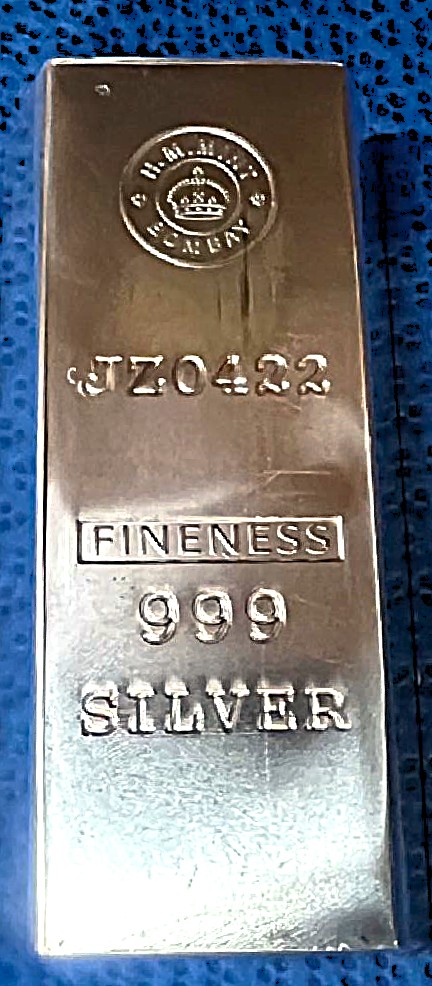 H.M.MINT
BOMBAY
JZ0422
FINENESS
999
SILVER